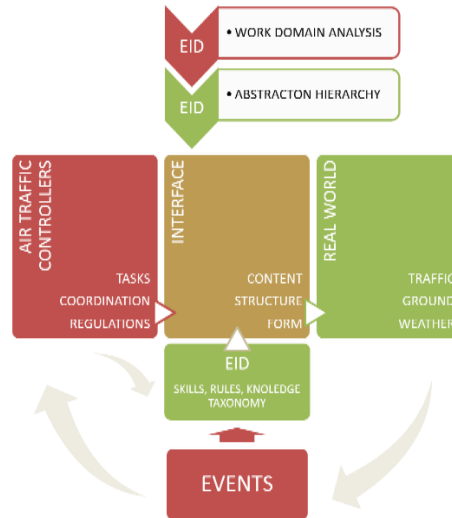 EID
• WORK DOMAIN ANALYSIS
EID
• ABSTRACTON HIERARCHY
AIR TRAFFIC
CONTROLLERS
TASKS
COORDINATION
REGULATIONS
INTERFACE
CONTENT
STRUCTURE
FORM
REAL WORLD
TRAFFIC
GROUND
WEATHER
EID
SKILLS, RULES, KNOLEDGE
TAXONOMY
EVENTS